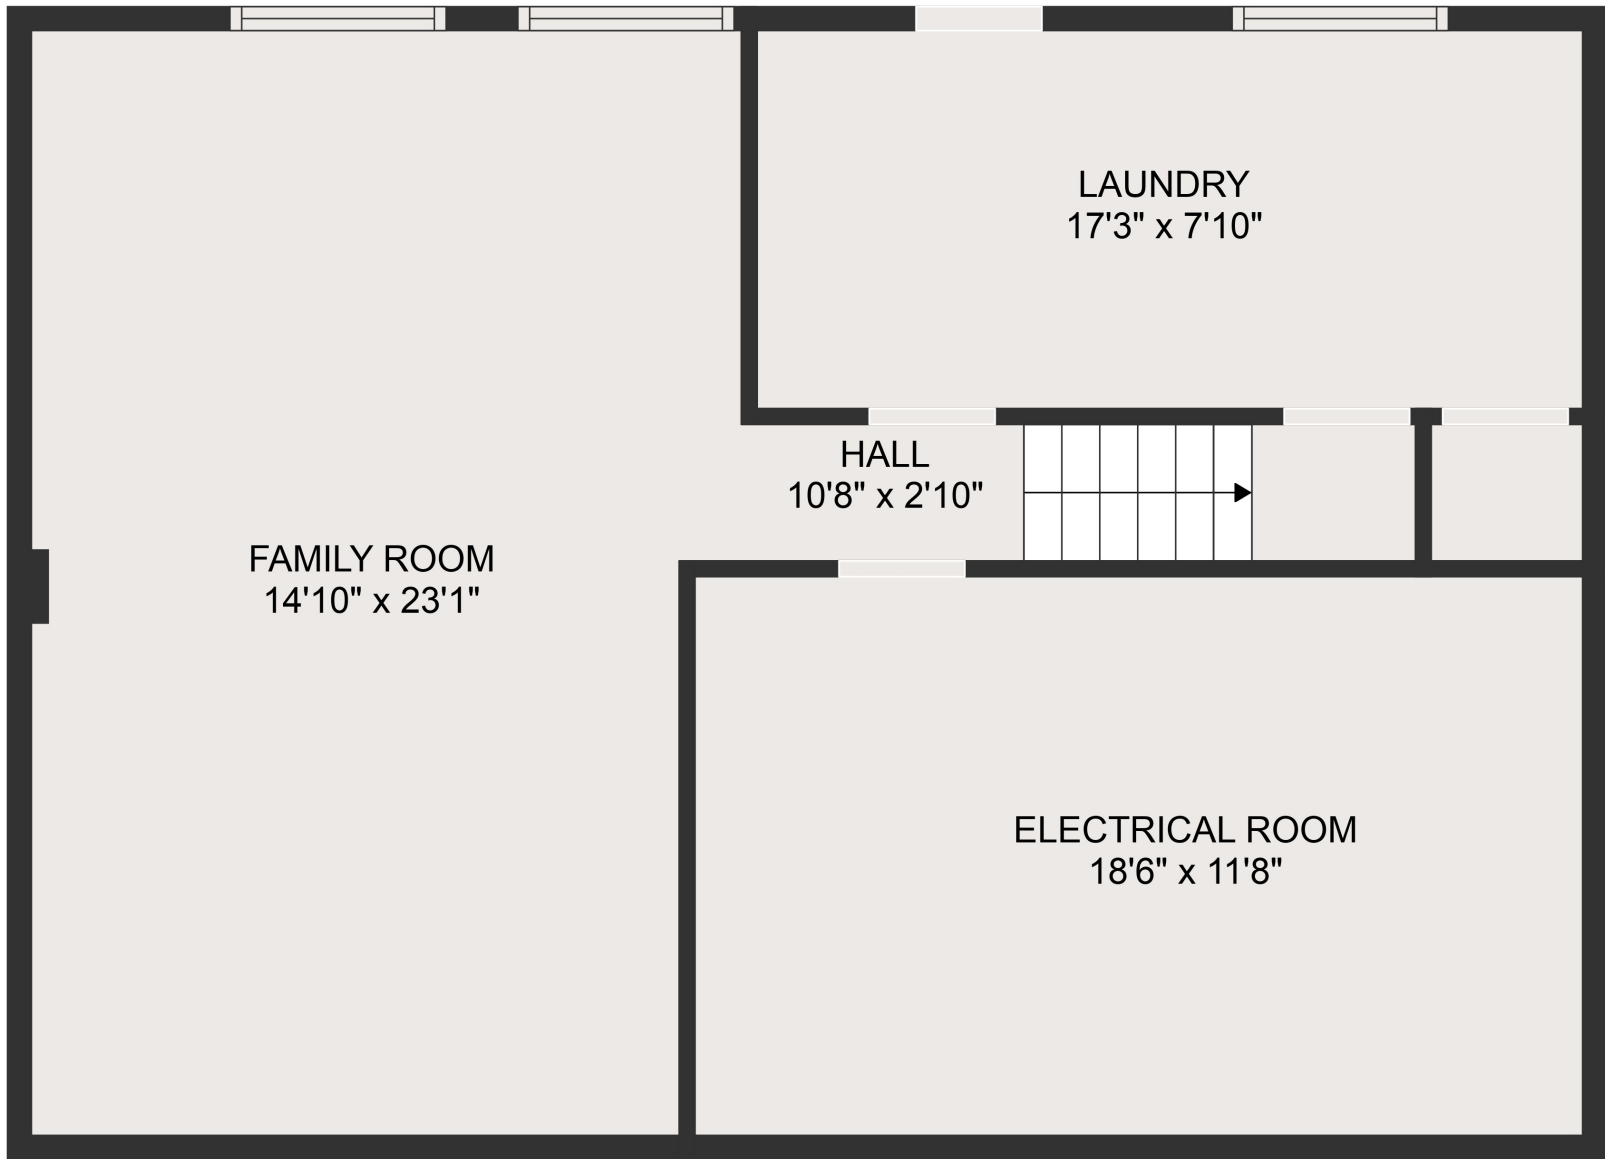 LAUNDRY
17'3" x 7'10"
HALL
10'8" x 2'10"
FAMILY ROOM
14'10" x 23'1"
ELECTRICAL ROOM
18'6" x 11'8"